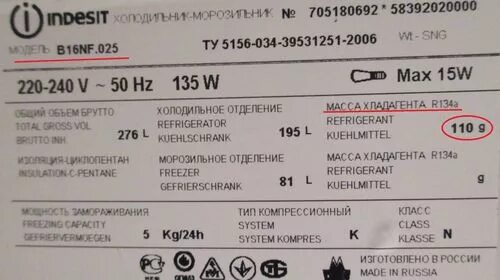 INDESIT ХОЛОДИЛЬНИК-МОРОЗИЛЬНИК № 705180692 * 58392020000
МОДЕЛЬ B16NF.025 ТУ 5156-034-39531251-2006 Wt - SNG
220-240 V ~ 50 Hz 135 W Max 15W
ОБЩИЙ ОБЪЕМ БРУТТО ХОЛОДИЛЬНОЕ ОТДЕЛЕНИЕ МАССА ХЛАДАГЕНТА R134a
TOTAL GROSS VOL 276 L REFRIGERATOR 195 L REFRIGERANT 110 g
BRUTTO INH. KUEHLSCHRANK KUEHLMITTEL
ИЗОЛЯЦИЯ-ЦИКЛОПЕНТАН МОРОЗИЛЬНОЕ ОТДЕЛЕНИЕ МАССА ХЛАДАГЕНТА R134a
INSULATION-C-PENTANE FREEZER 81 L REFRIGERANT g
GEFRIERSCHRANK KUEHLMITTEL
МОЩНОСТЬ ЗАМОРАЖИВАНИЯ ТИП КОМПРЕССИОННЫЙ КЛАСС
FREEZING CAPACITY 5 Kg/24h SYSTEM K CLASS N
GEFRIERVERMOEGEN SYSTEM KOMPRES KLASSE
ИЗГОТОВЛЕНО В РОССИИ
MADE IN RUSSIA